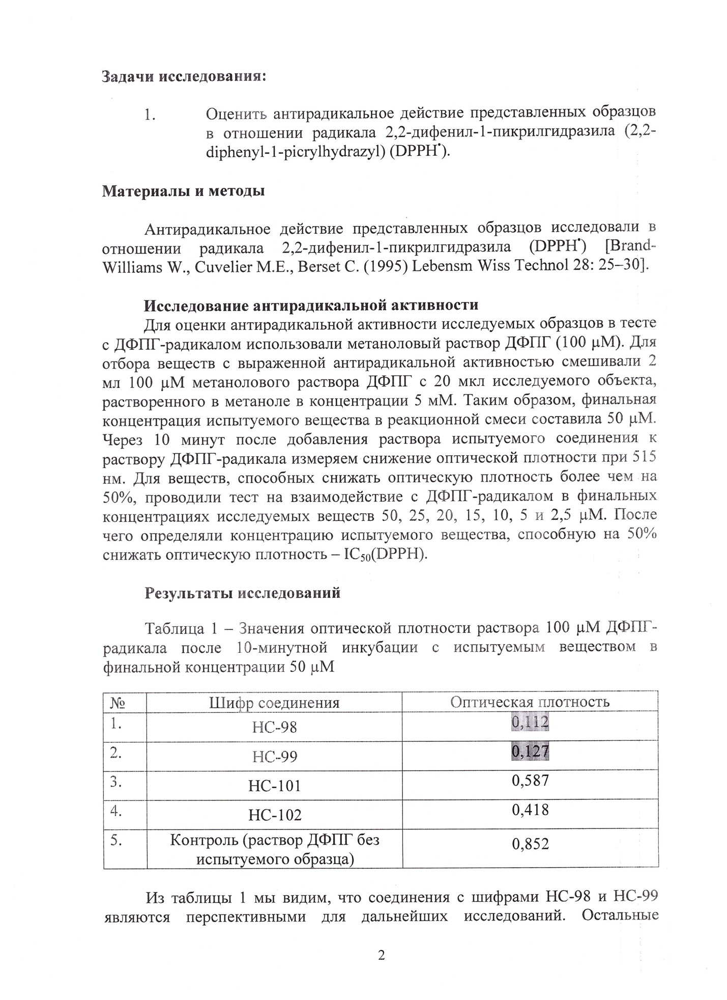 Задачи исследования:
1. Оценить антирадикальное действие представленных образцов
в отношении радикала 2,2-дифенил-1-пикрилгидразила (2,2-
diphenyl-1-picrylhydrazyl) (DPPH•).
Материалы и методы
Антирадикальное действие представленных образцов исследовали в
отношении радикала 2,2-дифенил-1-пикрилгидразила (DPPH•) [Brand-
Williams W., Cuvelier M.E., Berset C. (1995) Lebensm Wiss Technol 28: 25–30].
Исследование антирадикальной активности
Для оценки антирадикальной активности исследуемых образцов в тесте
с ДФПГ-радикалом использовали метаноловый раствор ДФПГ (100 μM). Для
отбора веществ с выраженной антирадикальной активностью смешивали 2
мл 100 μM метанолового раствора ДФПГ с 20 мкл исследуемого объекта,
растворенного в метаноле в концентрации 5 мМ. Таким образом, финальная
концентрация испытуемого вещества в реакционной смеси составила 50 μM.
Через 10 минут после добавления раствора испытуемого соединения к
раствору ДФПГ-радикала измеряем снижение оптической плотности при 515
нм. Для веществ, способных снижать оптическую плотность более чем на
50%, проводили тест на взаимодействие с ДФПГ-радикалом в финальных
концентрациях исследуемых веществ 50, 25, 20, 15, 10, 5 и 2,5 μM. После
чего определяли концентрацию испытуемого вещества, способную на 50%
снижать оптическую плотность – IC₅₀(DPPH).
Результаты исследований
Таблица 1 – Значения оптической плотности раствора 100 μM ДФПГ-
радикала после 10-минутной инкубации с испытуемым веществом в
финальной концентрации 50 μM
№ Шифр соединения Оптическая плотность
1. НС-98 0,112
2. НС-99 0,127
3. НС-101 0,587
4. НС-102 0,418
5. Контроль (раствор ДФПГ без 0,852
испытуемого образца)
Из таблицы 1 мы видим, что соединения с шифрами НС-98 и НС-99
являются перспективными для дальнейших исследований. Остальные
2